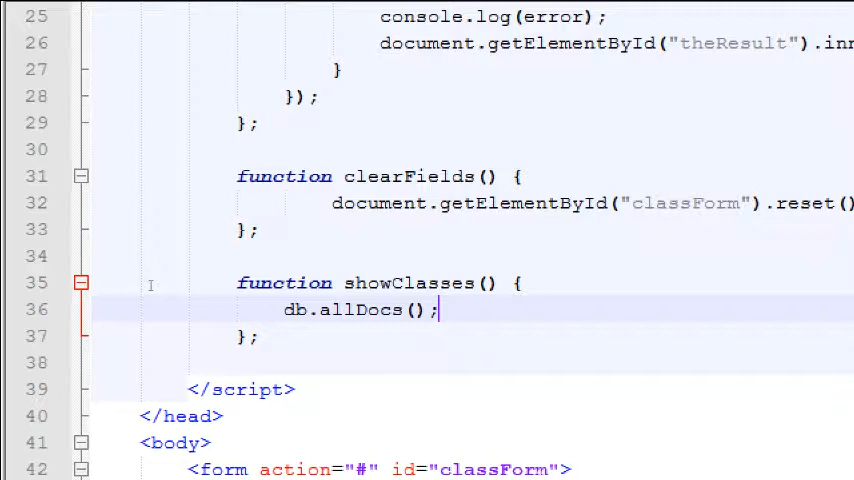 25 console.log(error);
26 document.getElementById("theResult").inn
27 }
28 });
29 };
30
31 function clearFields() {
32 document.getElementById("classForm").reset()
33 };
34
35 function showClasses() {
36 db.allDocs();
37 };
38
39 </script>
40 </head>
41 <body>
42 <form action="#" id="classForm">